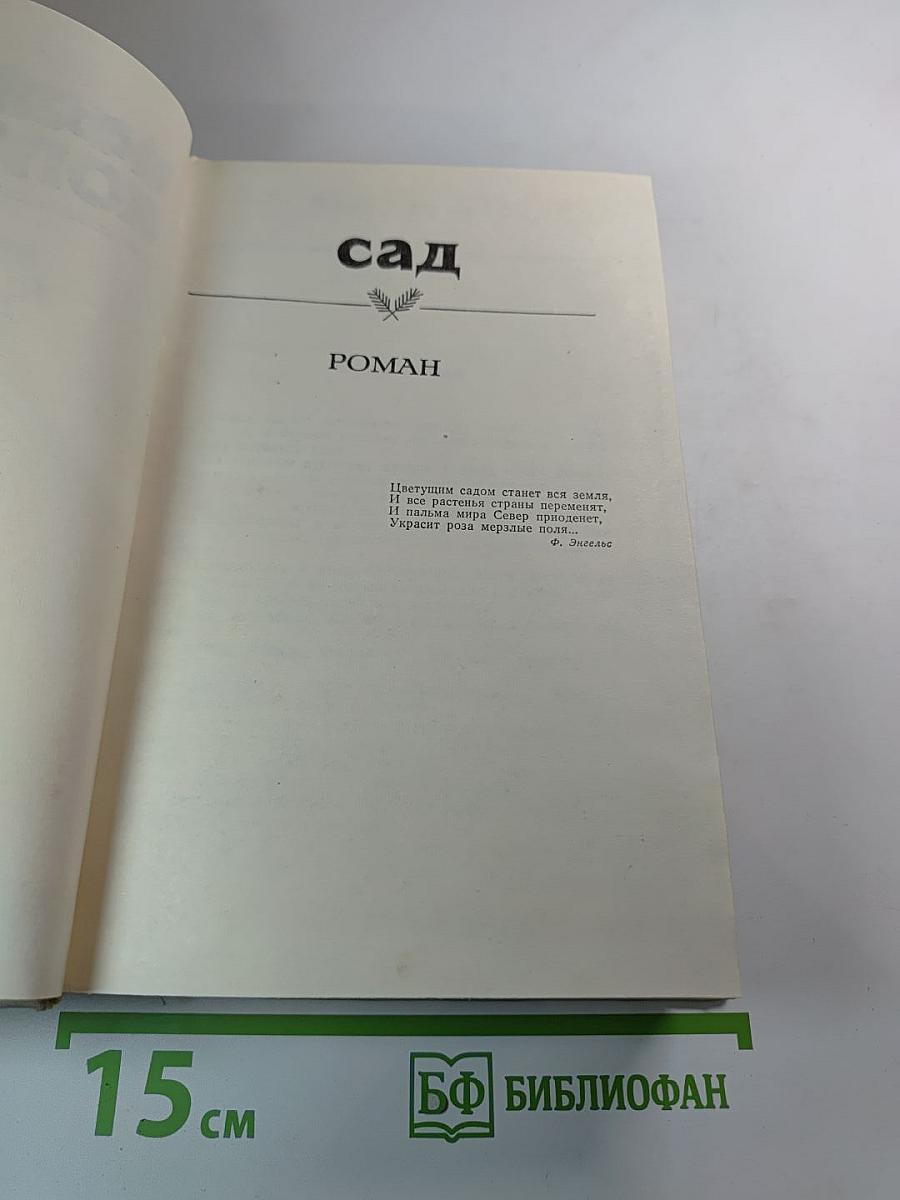 сад
РОМАН
Цветущим садом станет вся земля,
И все растенья страны переменят,
И пальма мира Север приоденет,
Украсит роза мерзлые поля...
Ф. Энгельс
15 см
БФ БИБЛИОФАН